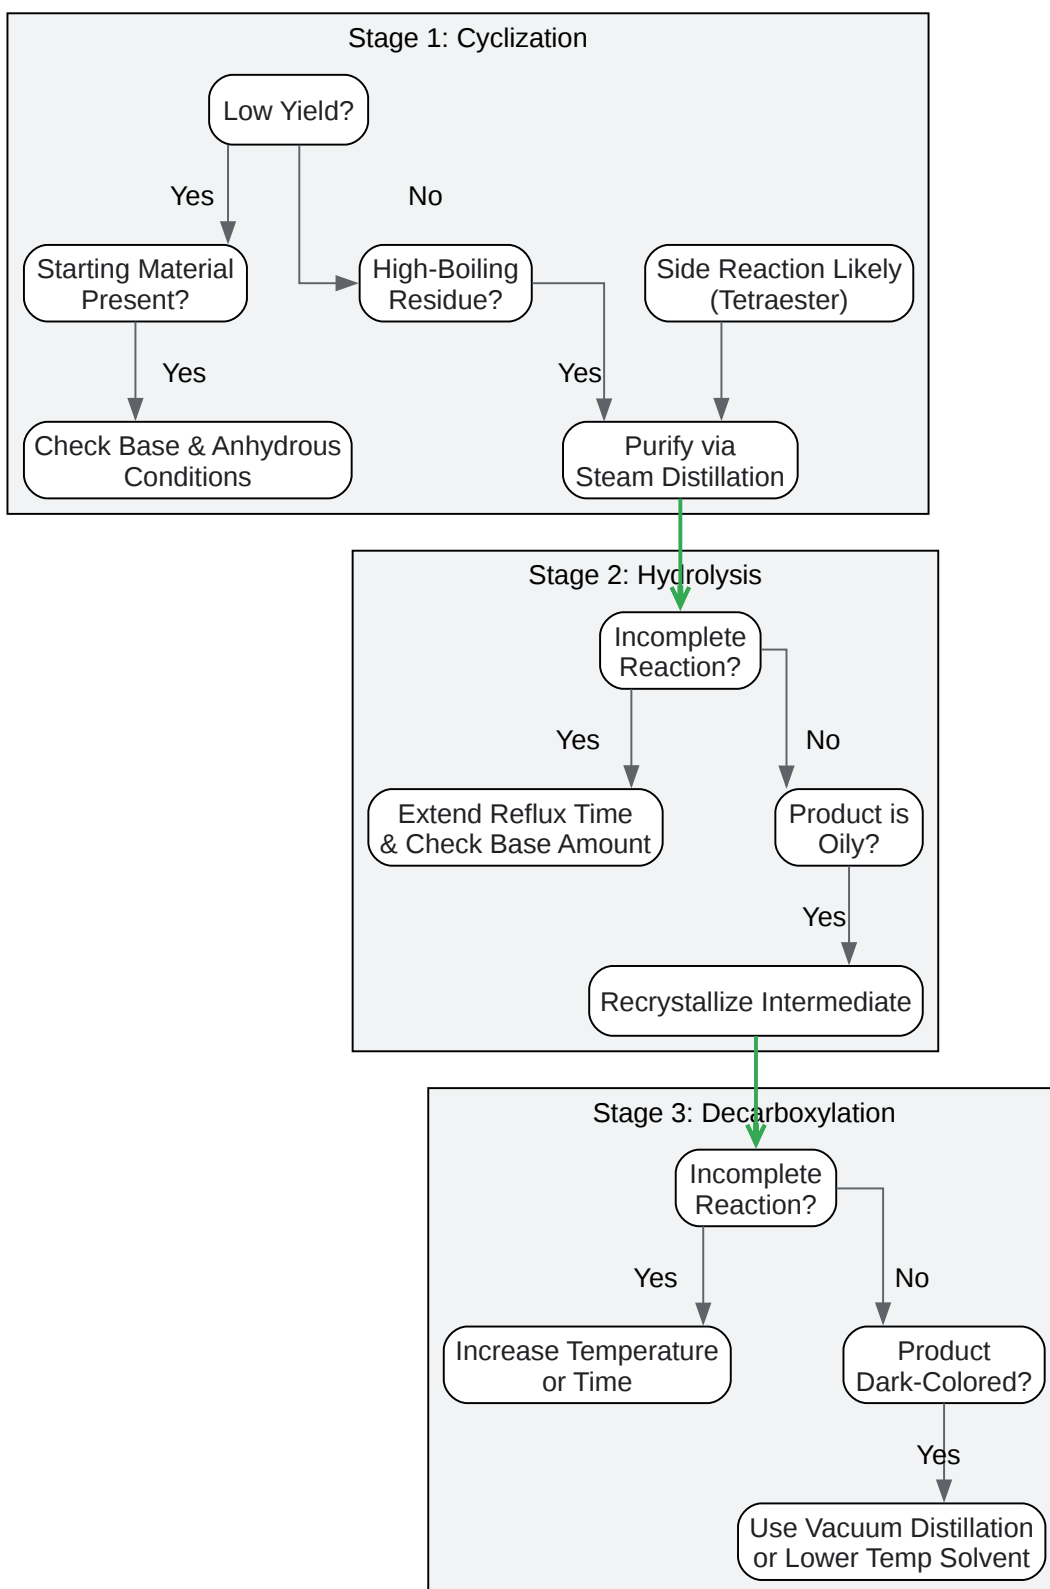 Stage 1: Cyclization
Low Yield?
Yes
No
Starting Material
Present?
High-Boiling
Residue?
Side Reaction Likely
(Tetraester)
Yes
Yes
Check Base & Anhydrous
Conditions
Purify via
Steam Distillation
Stage 2: Hydrolysis
Incomplete
Reaction?
Yes
No
Extend Reflux Time
& Check Base Amount
Product is
Oily?
Yes
Recrystallize Intermediate
Stage 3: Decarboxylation
Incomplete
Reaction?
Yes
No
Increase Temperature
or Time
Product
Dark-Colored?
Yes
Use Vacuum Distillation
or Lower Temp Solvent